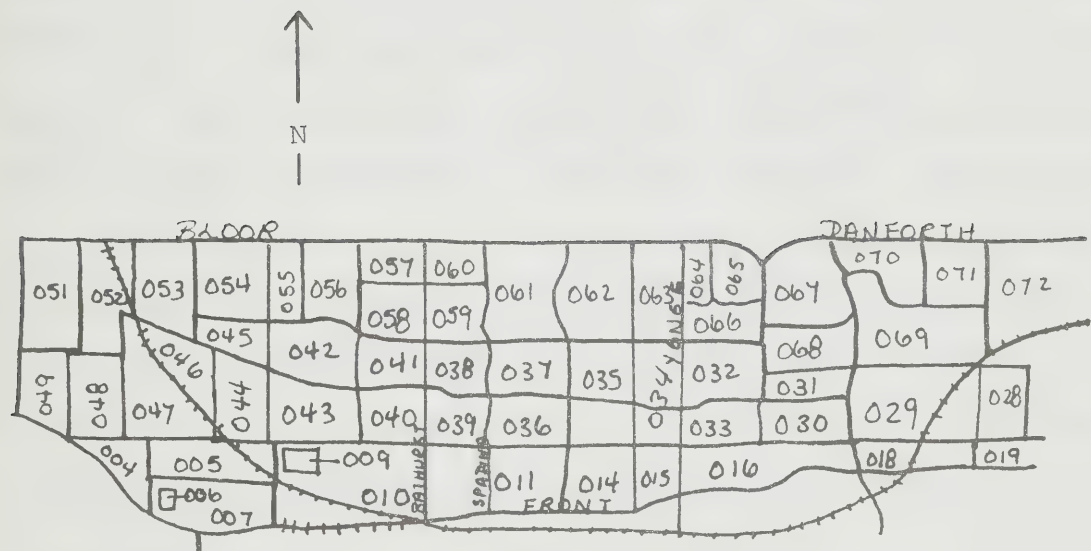 N
BLOOR DANFORTH
051 052 053 054 055 056 057 060 061 062 063 064 065 067 070 071 072
058 059 066 068 069
045 046 042 041 038 037 035 034 YONGE 032 031
049 048 047 044 043 040 039 036 033 030 029 028
004 005 009 010 BATHURST SPADINA 011 014 015 016 018 019
006 007 FRONT